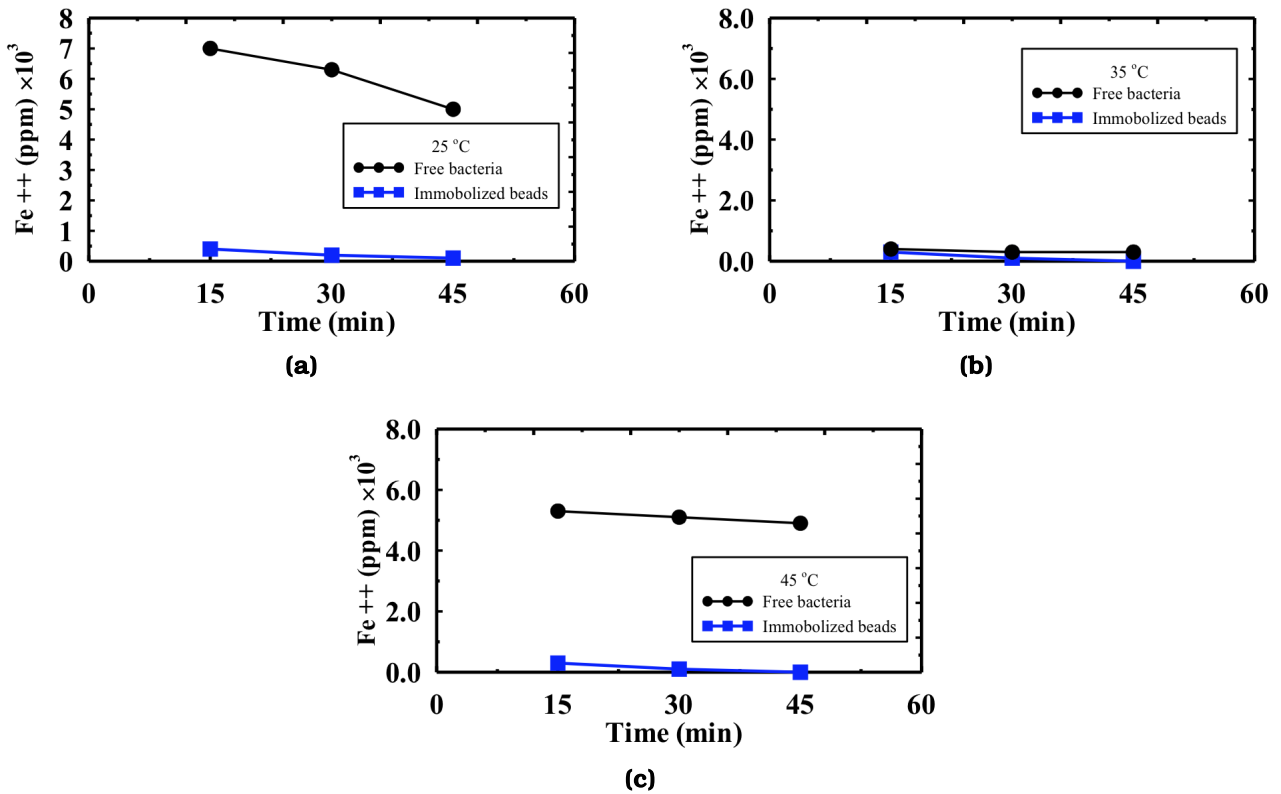 8
7
6
5
4
3
2
1
0
Fe ++ (ppm) ×10³
25 °C
Free bacteria
Immobolized beads
0 15 30 45 60
Time (min)
(a)
8.0
6.0
4.0
2.0
0.0
Fe ++ (ppm) ×10³
35 °C
Free bacteria
Immobolized beads
0 15 30 45 60
Time (min)
(b)
8.0
6.0
4.0
2.0
0.0
Fe ++ (ppm) ×10³
45 °C
Free bacteria
Immobolized beads
0 15 30 45 60
Time (min)
(c)